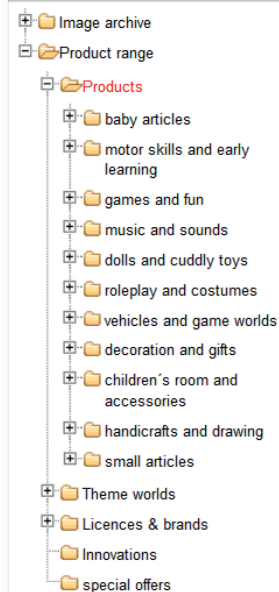 Image archive
Product range
Products
baby articles
motor skills and early
learning
games and fun
music and sounds
dolls and cuddly toys
roleplay and costumes
vehicles and game worlds
decoration and gifts
children´s room and
accessories
handicrafts and drawing
small articles
Theme worlds
Licences & brands
Innovations
special offers